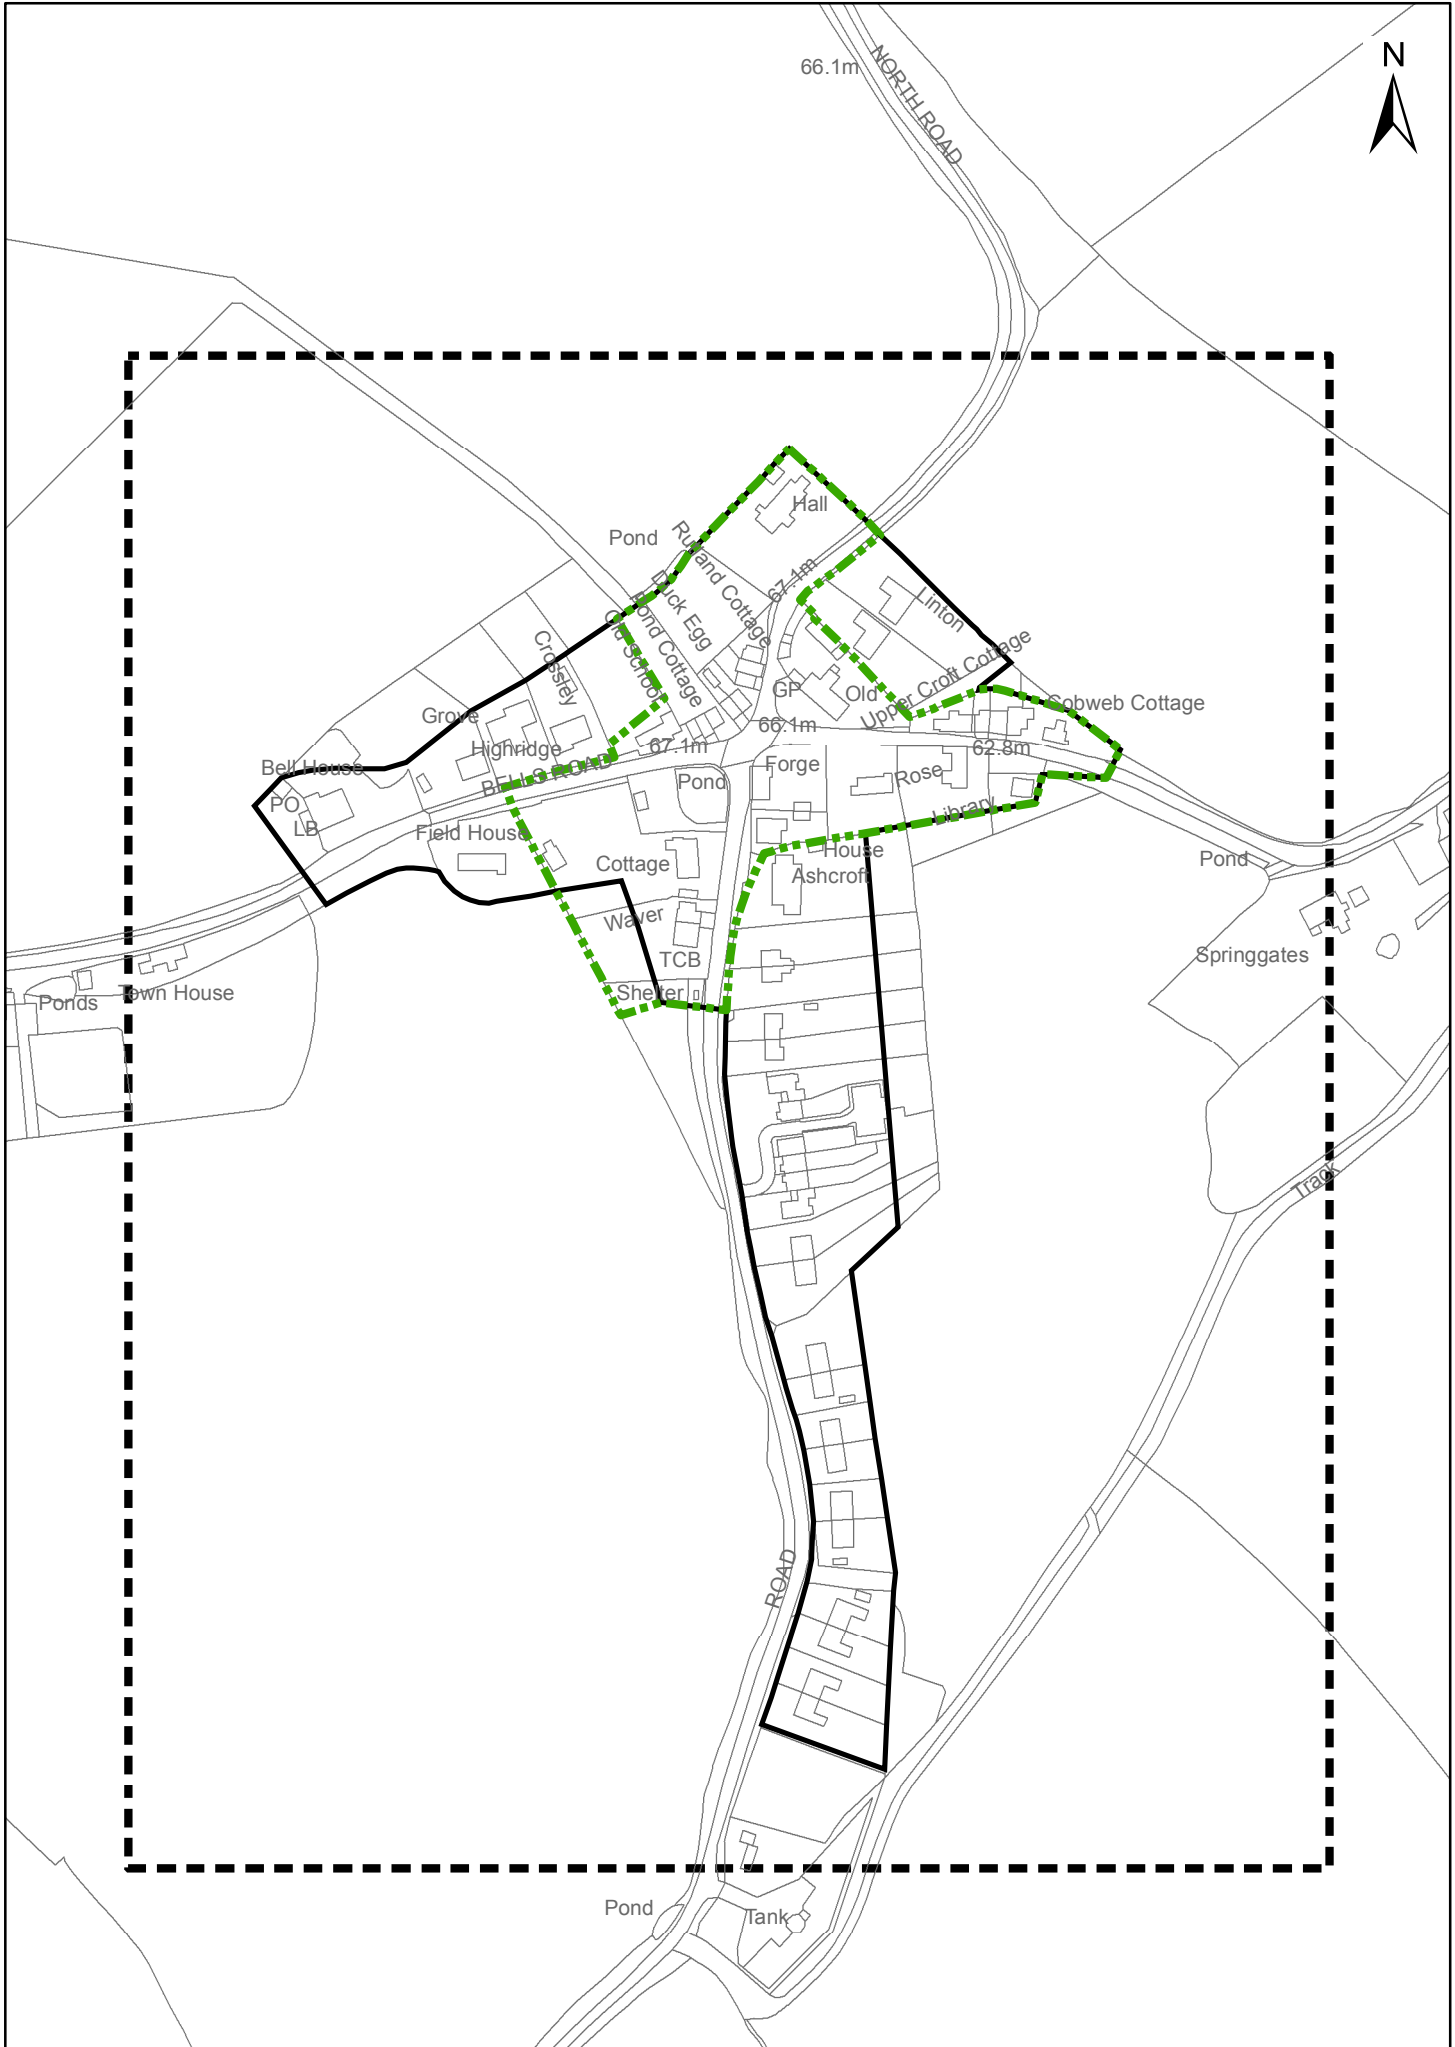 N
66.1m
NORTH ROAD
Hall
Pond
Rutland Cottage
67.1m
Duck Egg
Pond Cottage
Old School
Linton
Crossley
Upper Croft Cottage
GP
Old
Cobweb Cottage
Grove
66.1m
Highridge
67.1m
62.8m
Bell House
BELLS ROAD
Pond
Forge
Rose
PO
LB
Field House
Library
Cottage
House
Ashcroft
Pond
Waver
TCB
Springgates
Ponds
Town House
Shelter
Track
ROAD
Pond
Tank